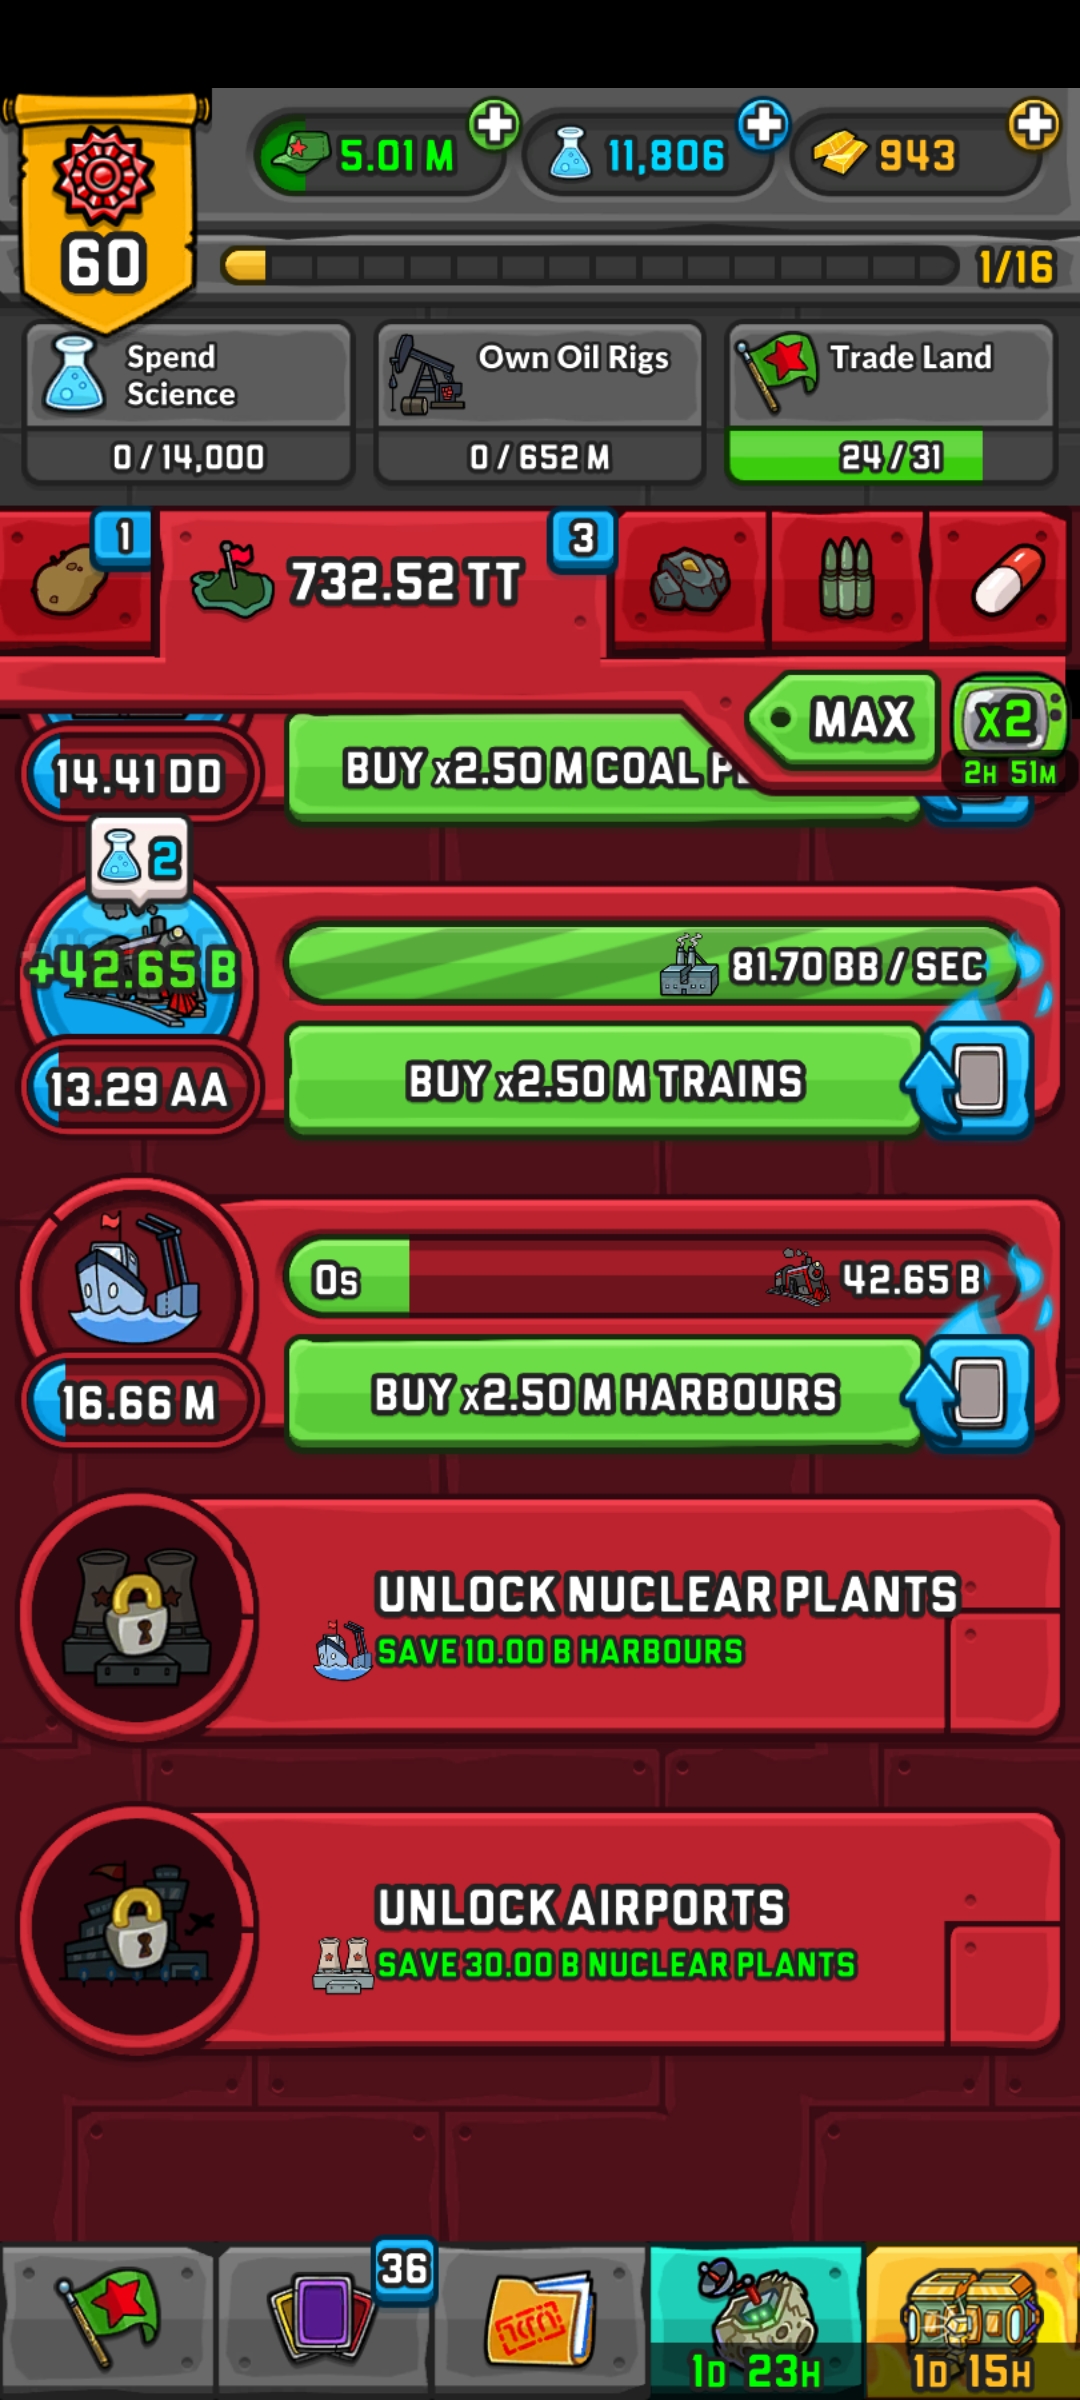 5.01 M
11,806
943
60
1/16
Spend
Science
0 / 14,000
Own Oil Rigs
0 / 652 M
Trade Land
24 / 31
1
732.52 TT
3
MAX
x2
2H 51M
14.41 DD
BUY x2.50 M COAL
2
+42.65 B
81.70 BB / SEC
13.29 AA
BUY x2.50 M TRAINS
0s
42.65 B
16.66 M
BUY x2.50 M HARBOURS
UNLOCK NUCLEAR PLANTS
SAVE 10.00 B HARBOURS
UNLOCK AIRPORTS
SAVE 30.00 B NUCLEAR PLANTS
36
1D 23H
1D 15H